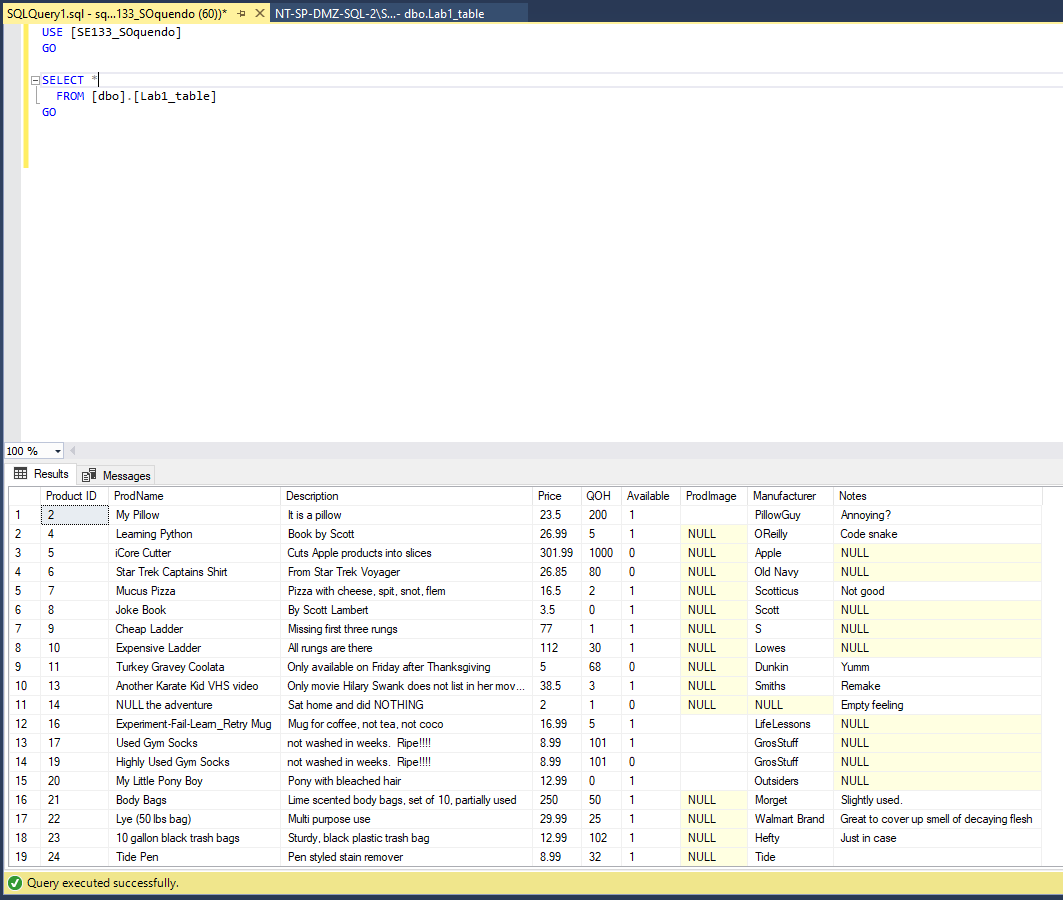 SQLQuery1.sql - sq...133_SOquendo (60))* NT-SP-DMZ-SQL-2\S...- dbo.Lab1_table
USE [SE133_SOquendo]
GO
SELECT *
FROM [dbo].[Lab1_table]
GO
100 %
Results Messages
Product ID ProdName Description Price QOH Available ProdImage Manufacturer Notes
1 2 My Pillow It is a pillow 23.5 200 1 PillowGuy Annoying?
2 4 Learning Python Book by Scott 26.99 5 1 NULL OReilly Code snake
3 5 iCore Cutter Cuts Apple products into slices 301.99 1000 0 NULL Apple NULL
4 6 Star Trek Captains Shirt From Star Trek Voyager 26.85 80 0 NULL Old Navy NULL
5 7 Mucus Pizza Pizza with cheese, spit, snot, flem 16.5 2 1 NULL Scotticus Not good
6 8 Joke Book By Scott Lambert 3.5 0 1 NULL Scott NULL
7 9 Cheap Ladder Missing first three rungs 77 1 1 NULL S NULL
8 10 Expensive Ladder All rungs are there 112 30 1 NULL Lowes NULL
9 11 Turkey Gravey Coolata Only available on Friday after Thanksgiving 5 68 0 NULL Dunkin Yumm
10 13 Another Karate Kid VHS video Only movie Hilary Swank does not list in her mov... 38.5 3 1 NULL Smiths Remake
11 14 NULL the adventure Sat home and did NOTHING 2 1 0 NULL NULL Empty feeling
12 16 Experiment-Fail-Learn_Retry Mug Mug for coffee, not tea, not coco 16.99 5 1 LifeLessons NULL
13 17 Used Gym Socks not washed in weeks. Ripe!!!! 8.99 101 1 GrosStuff NULL
14 19 Highly Used Gym Socks not washed in weeks. Ripe!!!! 8.99 101 0 GrosStuff NULL
15 20 My Little Pony Boy Pony with bleached hair 12.99 0 1 Outsiders NULL
16 21 Body Bags Lime scented body bags, set of 10, partially used 250 50 1 NULL Morget Slightly used.
17 22 Lye (50 lbs bag) Multi purpose use 29.99 25 1 NULL Walmart Brand Great to cover up smell of decaying flesh
18 23 10 gallon black trash bags Sturdy, black plastic trash bag 12.99 102 1 NULL Hefty Just in case
19 24 Tide Pen Pen styled stain remover 8.99 32 1 NULL Tide
Query executed successfully.